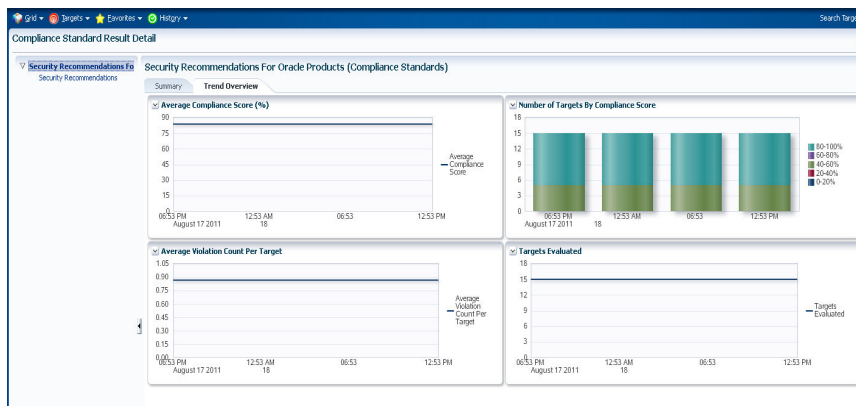 Grid Targets Favorites History Search Targe
Compliance Standard Result Detail
Security Recommendations Fo
Security Recommendations
Security Recommendations For Oracle Products (Compliance Standards)
Summary Trend Overview
Average Compliance Score (%)
90
75
60
45
30
15
0
06:53 PM 12:53 AM 06:53 12:53 PM
August 17 2011 18
Average
Compliance
Score
Number of Targets By Compliance Score
18
15
12
9
6
3
0
06:53 PM 12:53 AM 06:53 12:53 PM
August 17 2011 18
80-100%
60-80%
40-60%
20-40%
0-20%
Average Violation Count Per Target
1.05
0.90
0.75
0.60
0.45
0.30
0.15
0.00
06:53 PM 12:53 AM 06:53 12:53 PM
August 17 2011 18
Average
Violation
Count Per
Target
Targets Evaluated
18
15
12
9
6
3
0
06:53 PM 12:53 AM 06:53 12:53 PM
August 17 2011 18
Targets
Evaluated